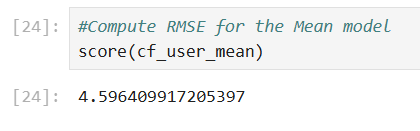 [24]: #Compute RMSE for the Mean model
score(cf_user_mean)
[24]: 4.596409917205397